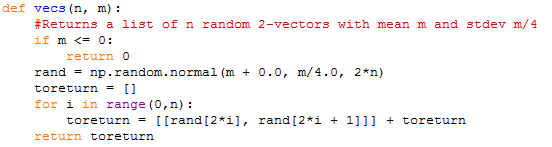 def vecs(n, m):
    #Returns a list of n random 2-vectors with mean m and stdev m/4
    if m <= 0:
        return 0
    rand = np.random.normal(m + 0.0, m/4.0, 2*n)
    toreturn = []
    for i in range(0,n):
        toreturn = [[rand[2*i], rand[2*i + 1]]] + toreturn
    return toreturn